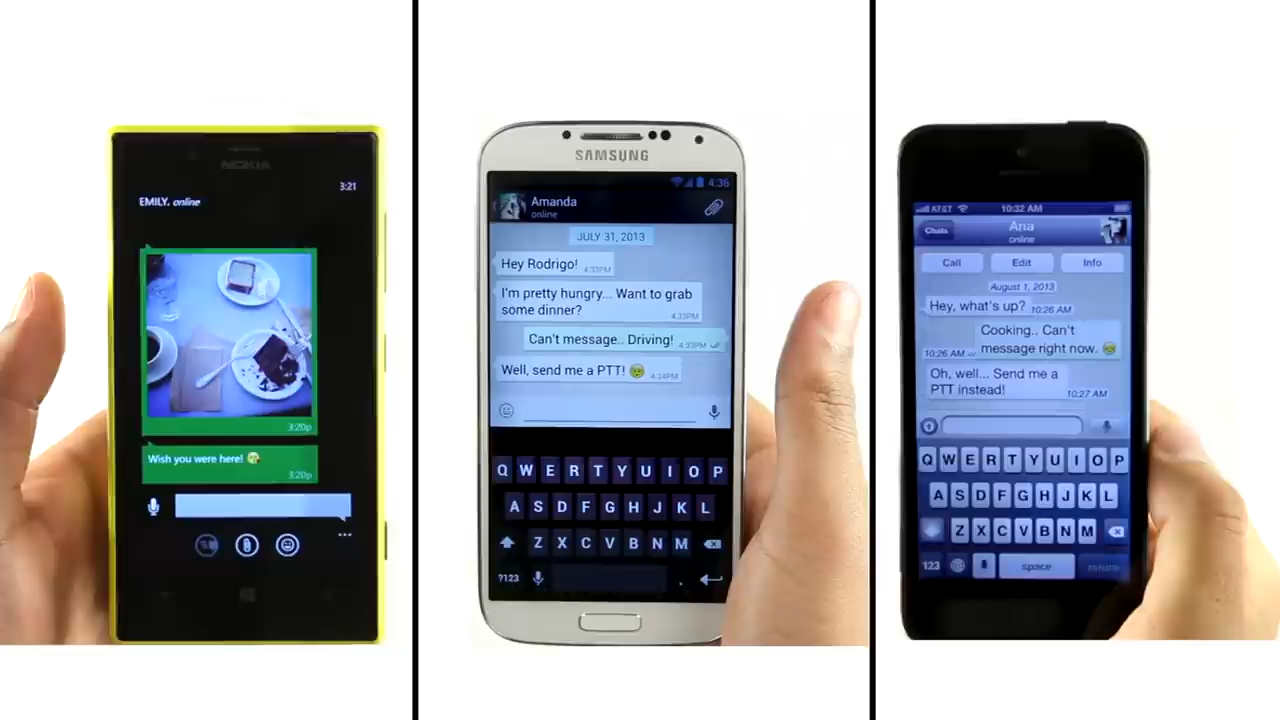 NOKIA
3:21
EMILY, online
3:20p
Wish you were here!
3:20p
SAMSUNG
4:36
Amanda
online
JULY 31, 2013
Hey Rodrigo! 4:33PM
I'm pretty hungry... Want to grab
some dinner? 4:33PM
Can't message.. Driving! 4:33PM
Well, send me a PTT! 4:34PM
Q W E R T Y U I O P
A S D F G H J K L
Z X C V B N M
?123 .
AT&T 10:32 AM
Chats
Ana
online
Call Edit Info
August 1, 2013
Hey, what's up? 10:26 AM
Cooking.. Can't
message right now.
10:26 AM
Oh, well... Send me a
PTT instead! 10:27 AM
Q W E R T Y U I O P
A S D F G H J K L
Z X C V B N M
123 space return